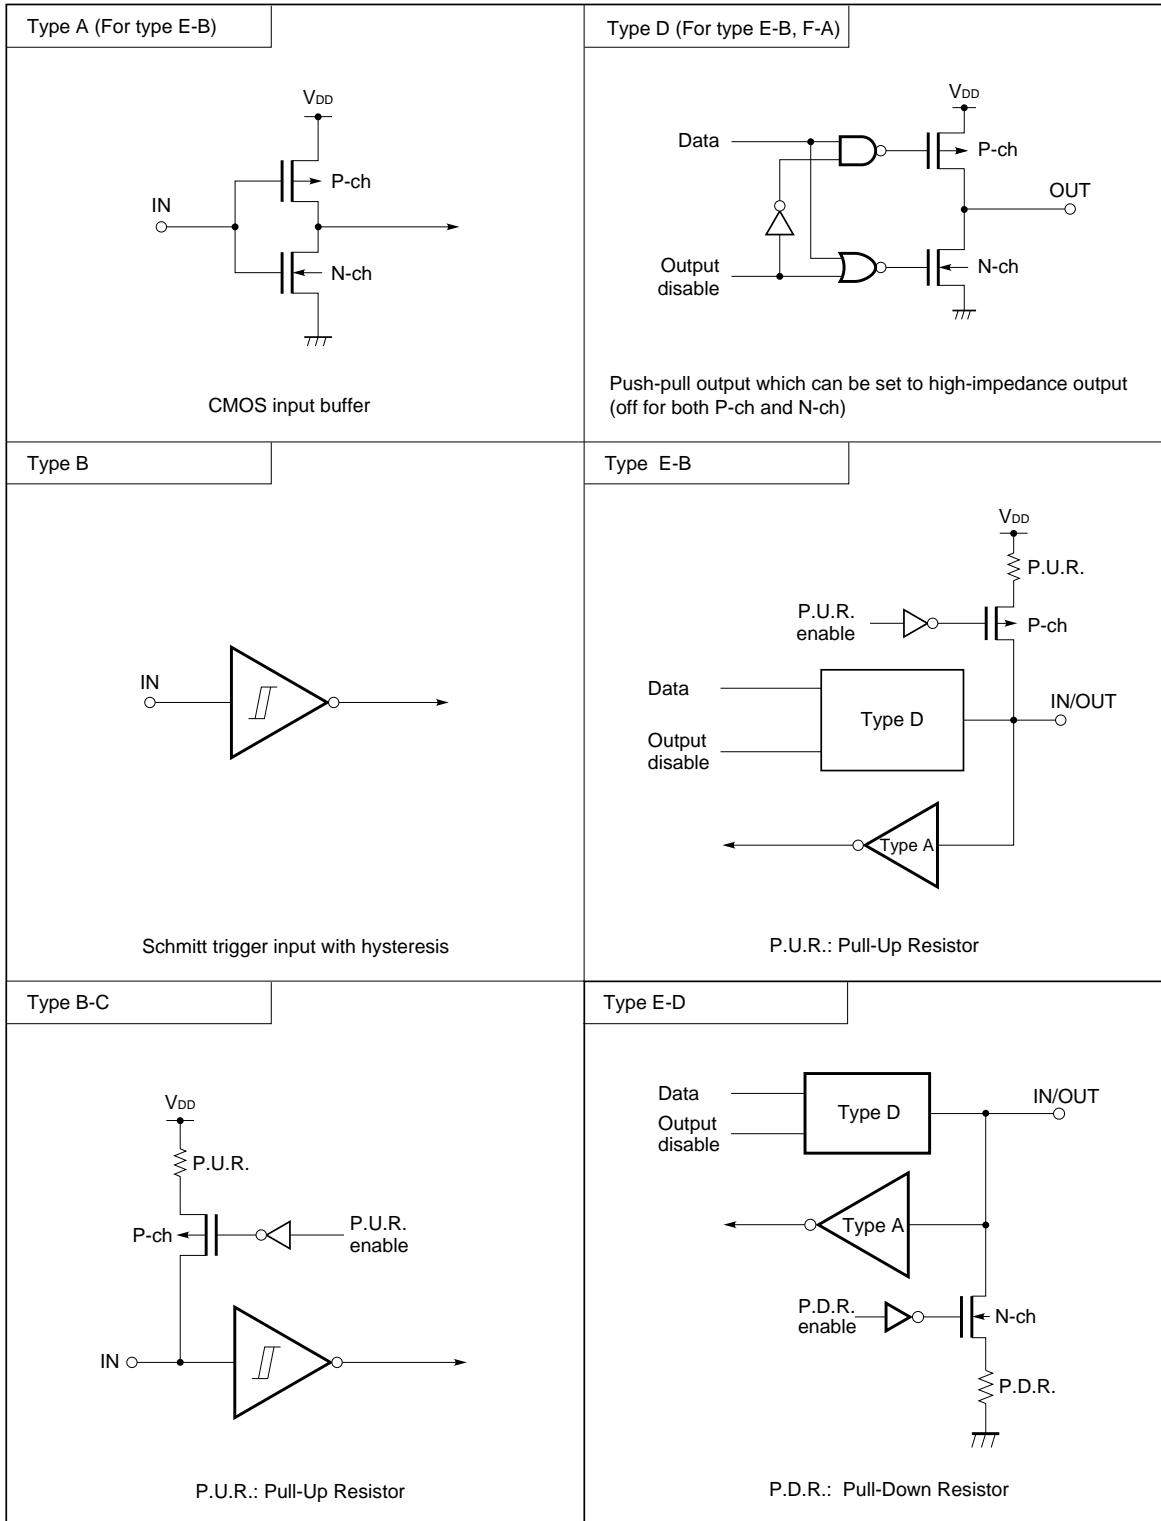 Type A (For type E-B)
VDD
P-ch
IN
N-ch
CMOS input buffer
Type D (For type E-B, F-A)
VDD
Data
P-ch
OUT
Output
disable
N-ch
Push-pull output which can be set to high-impedance output
(off for both P-ch and N-ch)
Type B
IN
Schmitt trigger input with hysteresis
Type E-B
VDD
P.U.R.
P.U.R.
enable
P-ch
Data
IN/OUT
Type D
Output
disable
Type A
P.U.R.: Pull-Up Resistor
Type B-C
VDD
P.U.R.
P-ch
P.U.R.
enable
IN
P.U.R.: Pull-Up Resistor
Type E-D
Data
IN/OUT
Type D
Output
disable
Type A
P.D.R.
enable
N-ch
P.D.R.
P.D.R.: Pull-Down Resistor